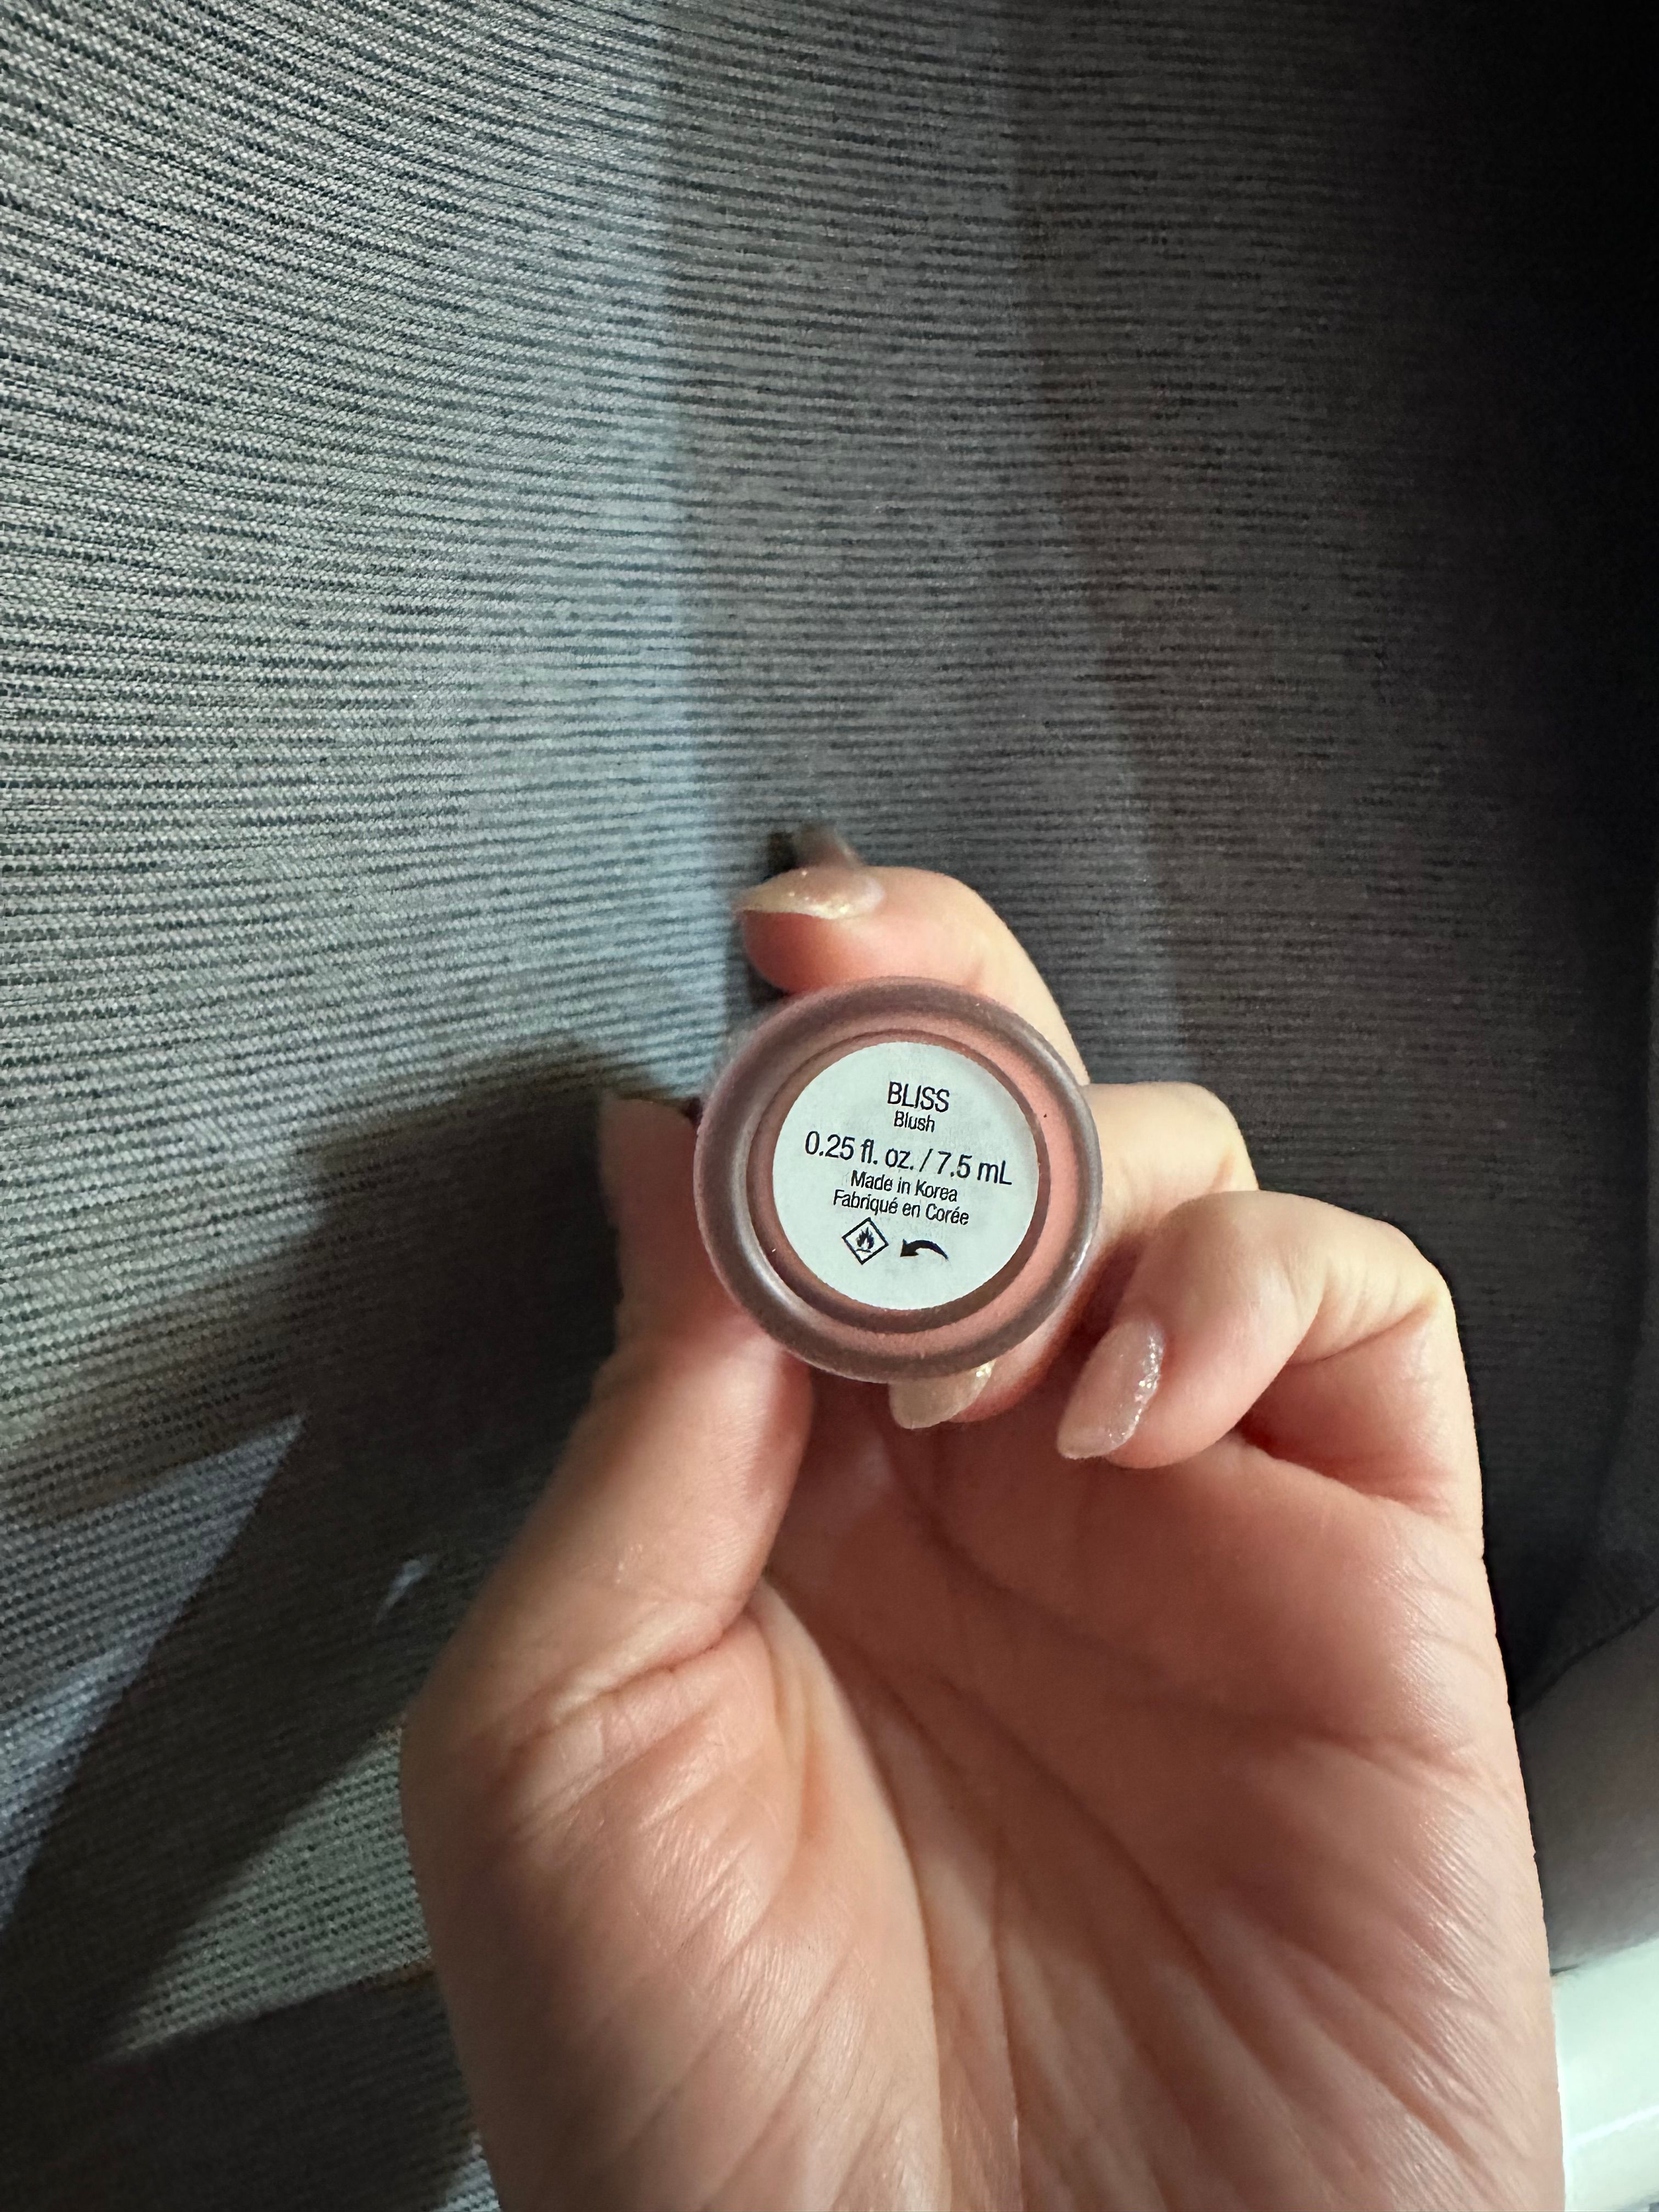 BLISS
Blush
0.25 fl. oz. / 7.5 mL
Made in Korea
Fabriqué en Corée